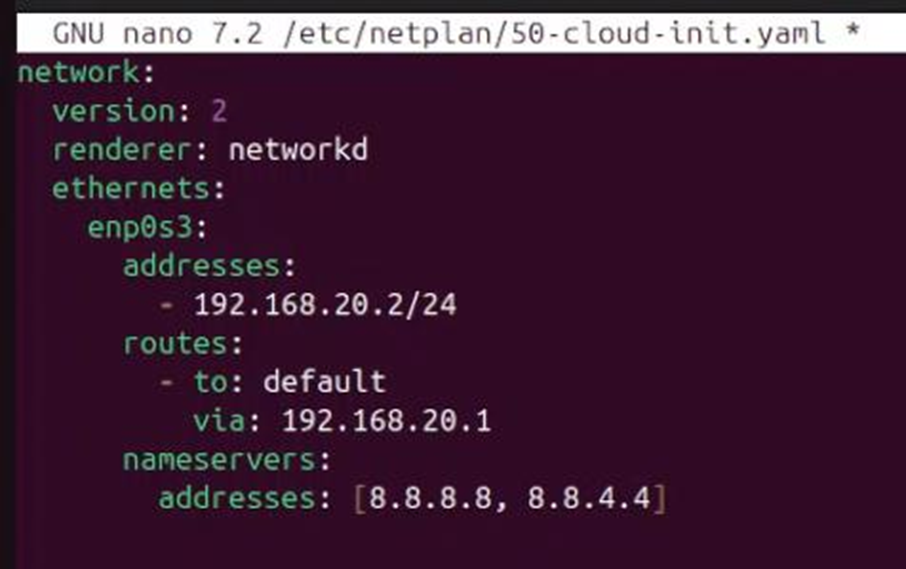 GNU nano 7.2 /etc/netplan/50-cloud-init.yaml *
network:
  version: 2
  renderer: networkd
  ethernets:
    enp0s3:
      addresses:
        - 192.168.20.2/24
      routes:
        - to: default
          via: 192.168.20.1
      nameservers:
        addresses: [8.8.8.8, 8.8.4.4]